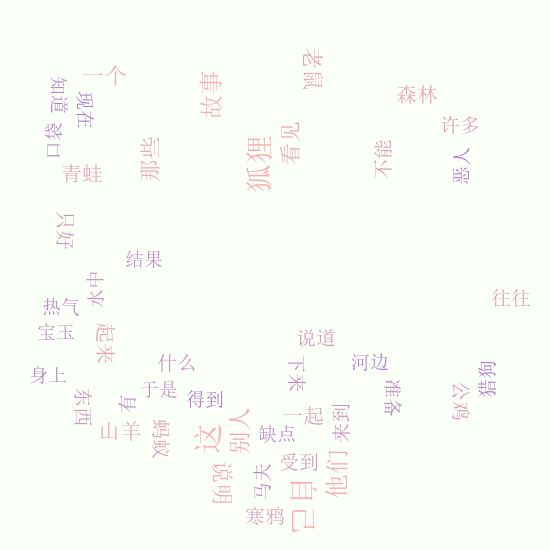 老鼠
一个
故事
知道
现在
森林
许多
袋口
那些
狐狸
看见
不能
恶人
青蛙
只好
结果
水中
热气
往往
宝玉
起来
说道
什么
下来
河边
猎狗
身上
东西
有
于是
得到
准备
公鸡
山羊
蚂蚁
这
别人
缺点
一起
来到
说明
马夫
受到
自己
他们
寒鸦